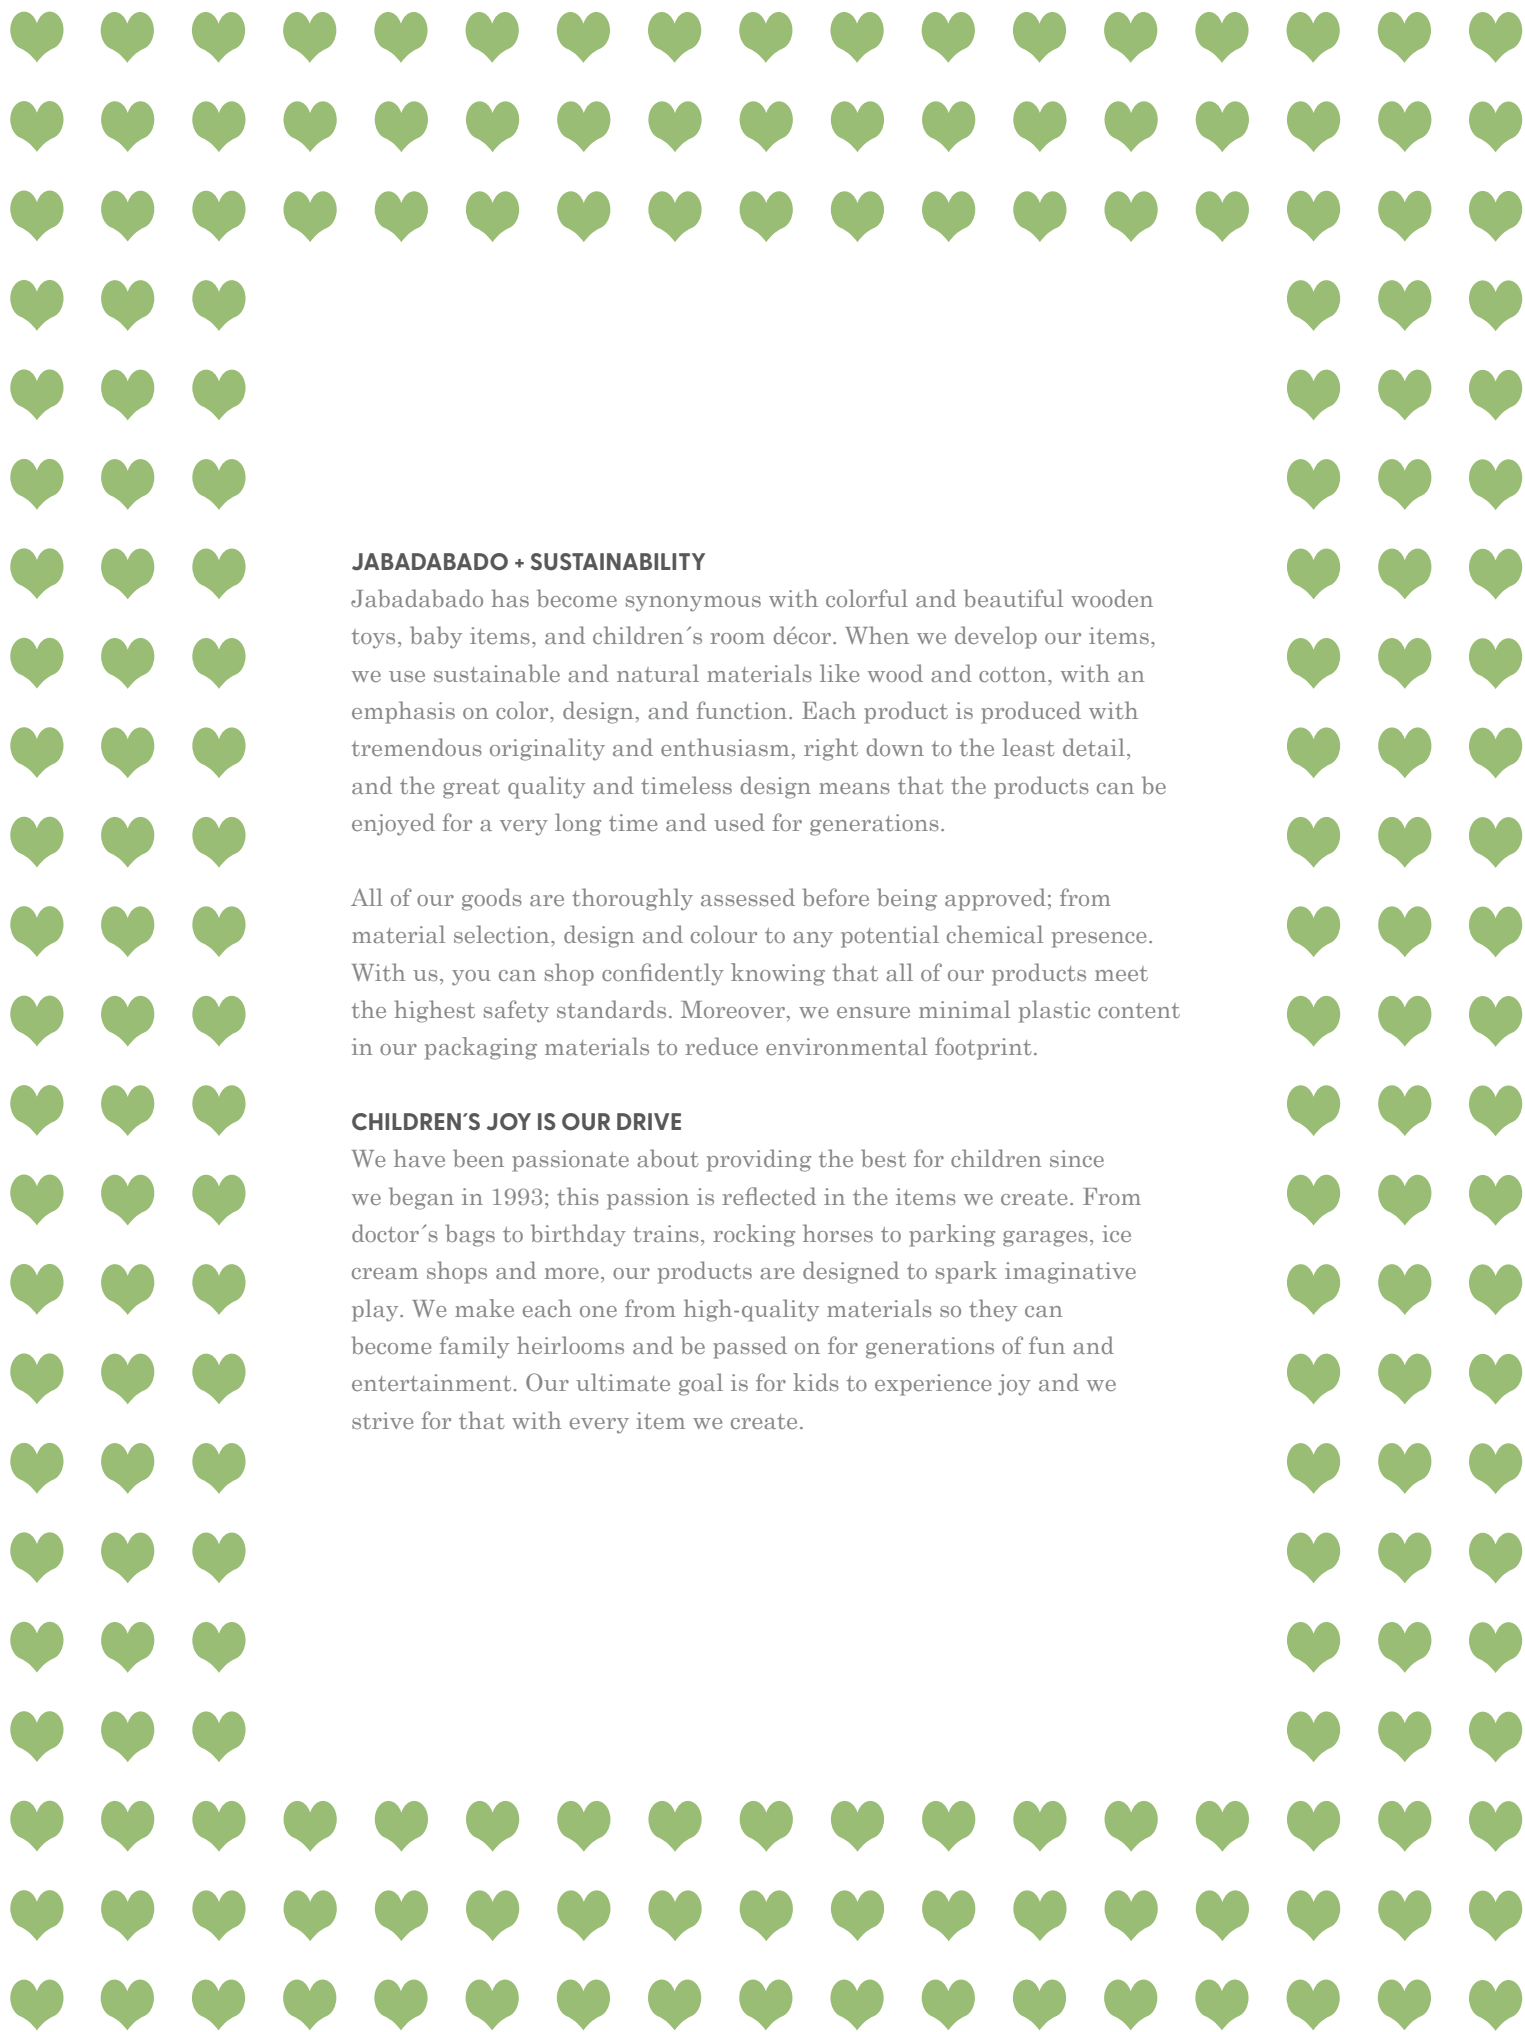 JABADABADO + SUSTAINABILITY
Jabadabado has become synonymous with colorful and beautiful wooden
toys, baby items, and children´s room décor. When we develop our items,
we use sustainable and natural materials like wood and cotton, with an
emphasis on color, design, and function. Each product is produced with
tremendous originality and enthusiasm, right down to the least detail,
and the great quality and timeless design means that the products can be
enjoyed for a very long time and used for generations.
All of our goods are thoroughly assessed before being approved; from
material selection, design and colour to any potential chemical presence.
With us, you can shop confidently knowing that all of our products meet
the highest safety standards. Moreover, we ensure minimal plastic content
in our packaging materials to reduce environmental footprint.
CHILDREN´S JOY IS OUR DRIVE
We have been passionate about providing the best for children since
we began in 1993; this passion is reflected in the items we create. From
doctor´s bags to birthday trains, rocking horses to parking garages, ice
cream shops and more, our products are designed to spark imaginative
play. We make each one from high-quality materials so they can
become family heirlooms and be passed on for generations of fun and
entertainment. Our ultimate goal is for kids to experience joy and we
strive for that with every item we create.